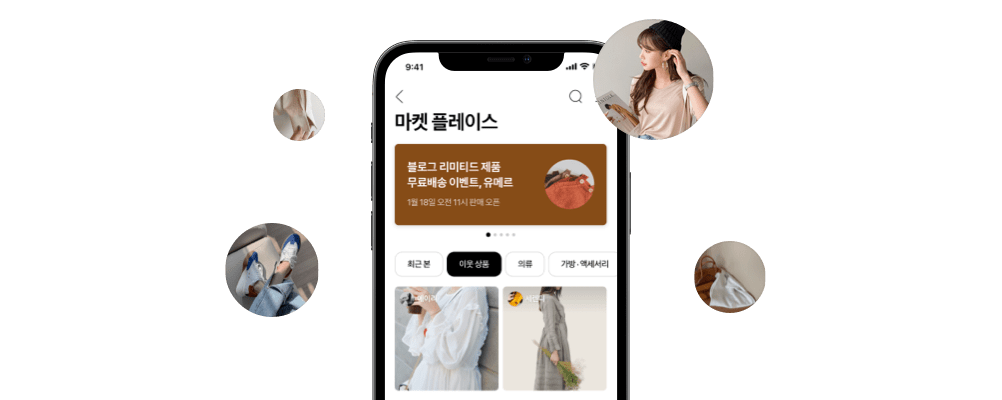 9:41
마켓 플레이스
블로그 리미티드 제품
무료배송 이벤트, 유메르
1월 18일 오전 11시 판매 오픈
최근 본
이웃 상품
의류
가방 · 액세서리